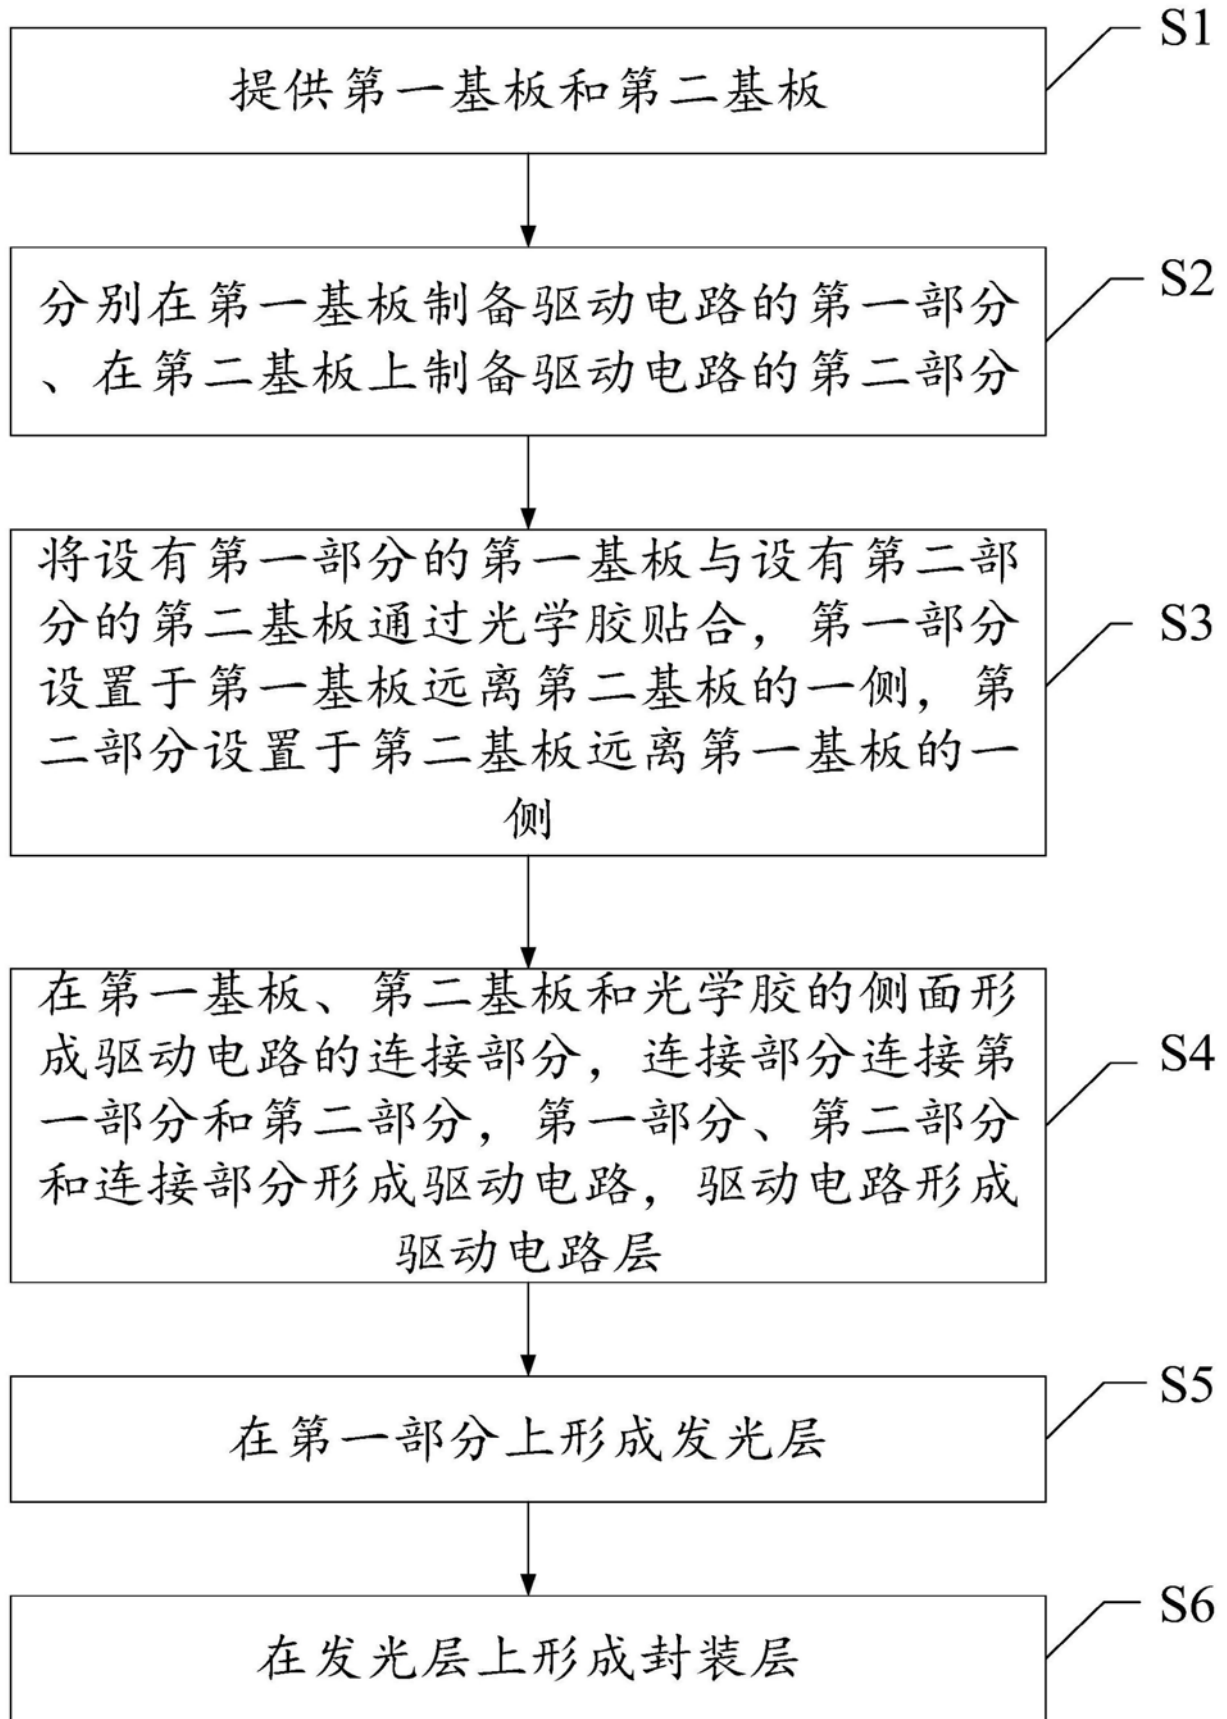 S1
提供第一基板和第二基板
S2
分别在第一基板制备驱动电路的第一部分
、在第二基板上制备驱动电路的第二部分
将设有第一部分的第一基板与设有第二部
分的第二基板通过光学胶贴合，第一部分
S3
设置于第一基板远离第二基板的一侧，第
二部分设置于第二基板远离第一基板的一
侧
在第一基板、第二基板和光学胶的侧面形
成驱动电路的连接部分，连接部分连接第
S4
一部分和第二部分，第一部分、第二部分
和连接部分形成驱动电路，驱动电路形成
驱动电路层
S5
在第一部分上形成发光层
S6
在发光层上形成封装层